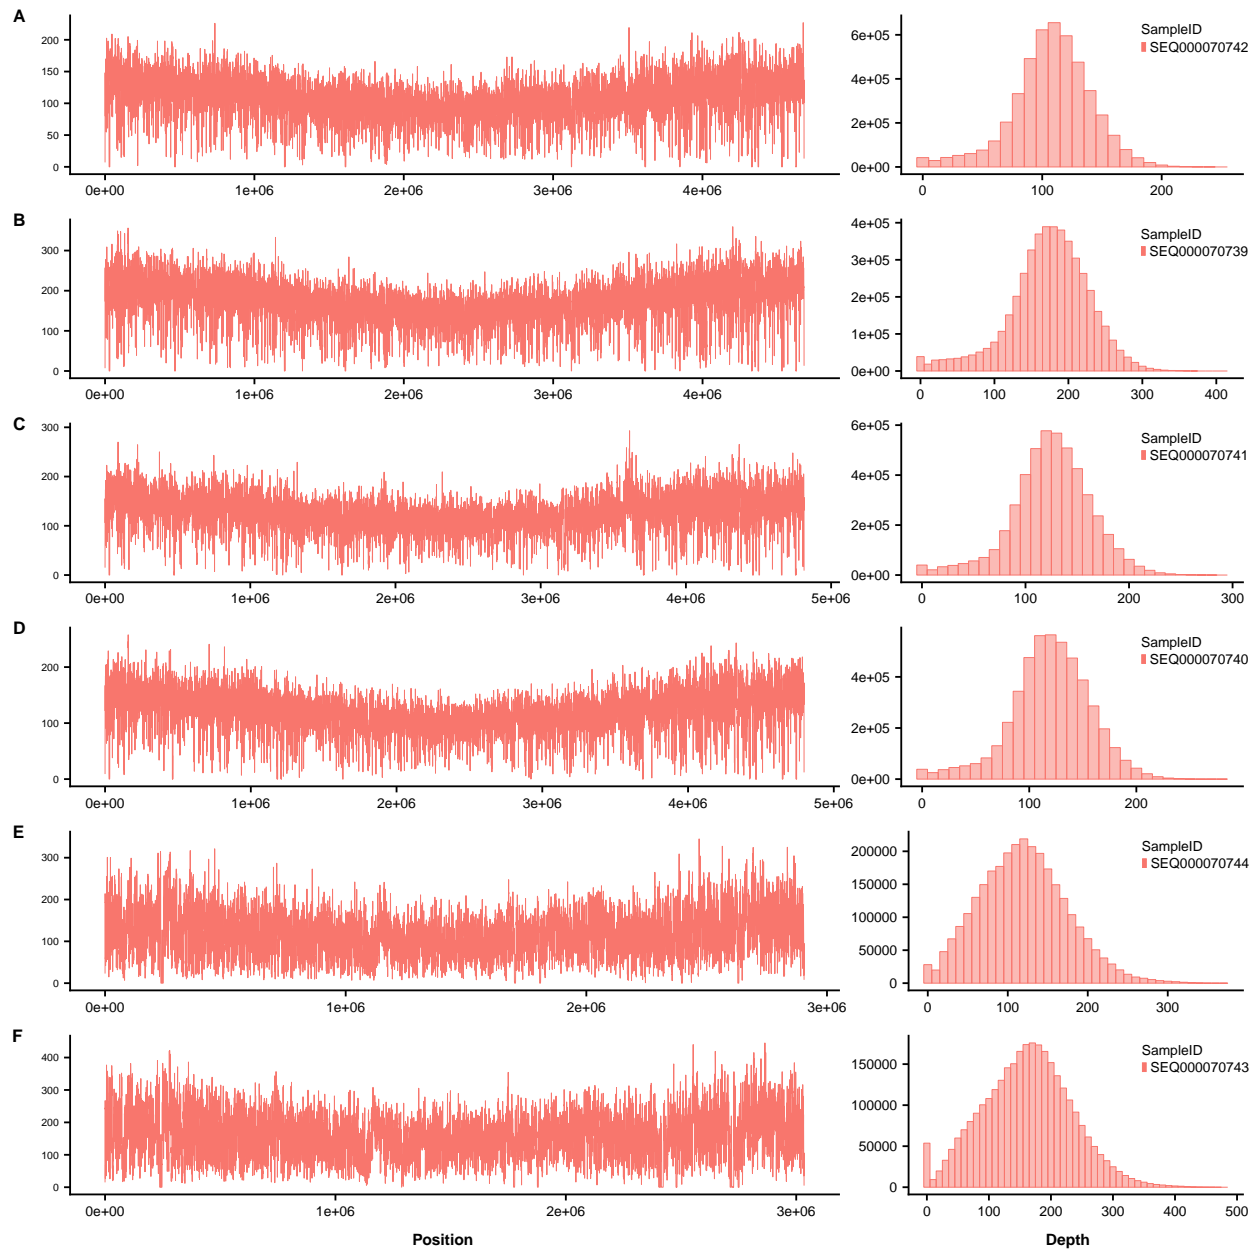 A
200
150
100
50
0
0e+00 1e+06 2e+06 3e+06 4e+06
6e+05
4e+05
2e+05
0e+00
0 100 200
SampleID
SEQ000070742
B
300
200
100
0
0e+00 1e+06 2e+06 3e+06 4e+06
4e+05
3e+05
2e+05
1e+05
0e+00
0 100 200 300 400
SampleID
SEQ000070739
C
300
200
100
0
0e+00 1e+06 2e+06 3e+06 4e+06 5e+06
6e+05
4e+05
2e+05
0e+00
0 100 200 300
SampleID
SEQ000070741
D
200
100
0
0e+00 1e+06 2e+06 3e+06 4e+06 5e+06
4e+05
2e+05
0e+00
0 100 200
SampleID
SEQ000070740
E
300
200
100
0
0e+00 1e+06 2e+06 3e+06
200000
150000
100000
50000
0
0 100 200 300
SampleID
SEQ000070744
F
400
300
200
100
0
0e+00 1e+06 2e+06 3e+06
150000
100000
50000
0
0 100 200 300 400 500
SampleID
SEQ000070743
Position Depth